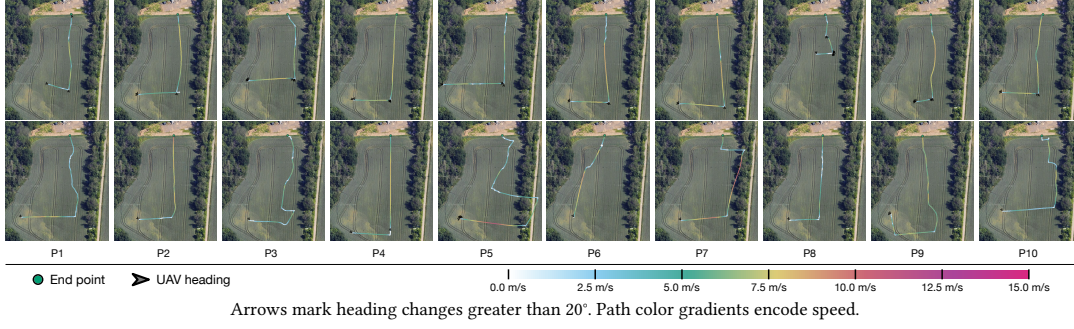 P1 P2 P3 P4 P5 P6 P7 P8 P9 P10
End point UAV heading
0.0 m/s 2.5 m/s 5.0 m/s 7.5 m/s 10.0 m/s 12.5 m/s 15.0 m/s
Arrows mark heading changes greater than 20°. Path color gradients encode speed.